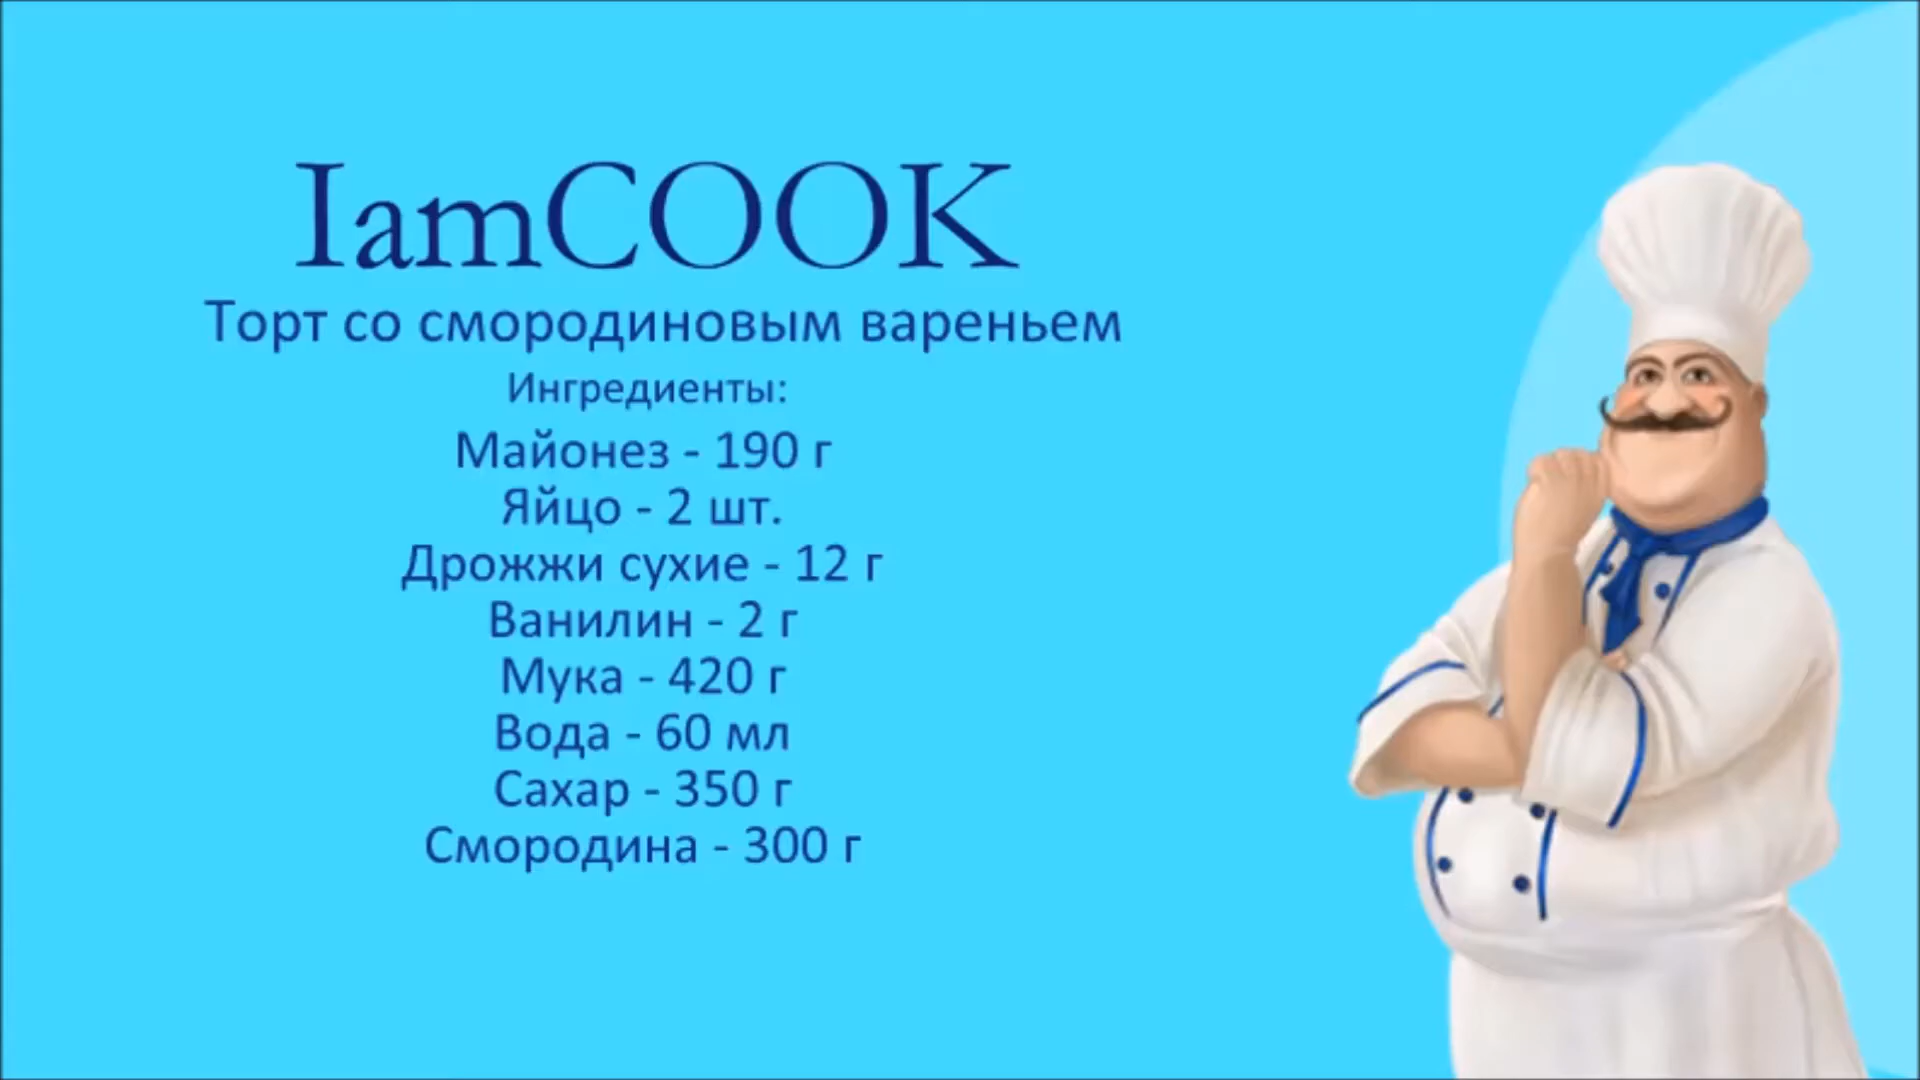 IamCOOK
Торт со смородиновым вареньем
Ингредиенты:
Майонез - 190 г
Яйцо - 2 шт.
Дрожжи сухие - 12 г
Ванилин - 2 г
Мука - 420 г
Вода - 60 мл
Сахар - 350 г
Смородина - 300 г